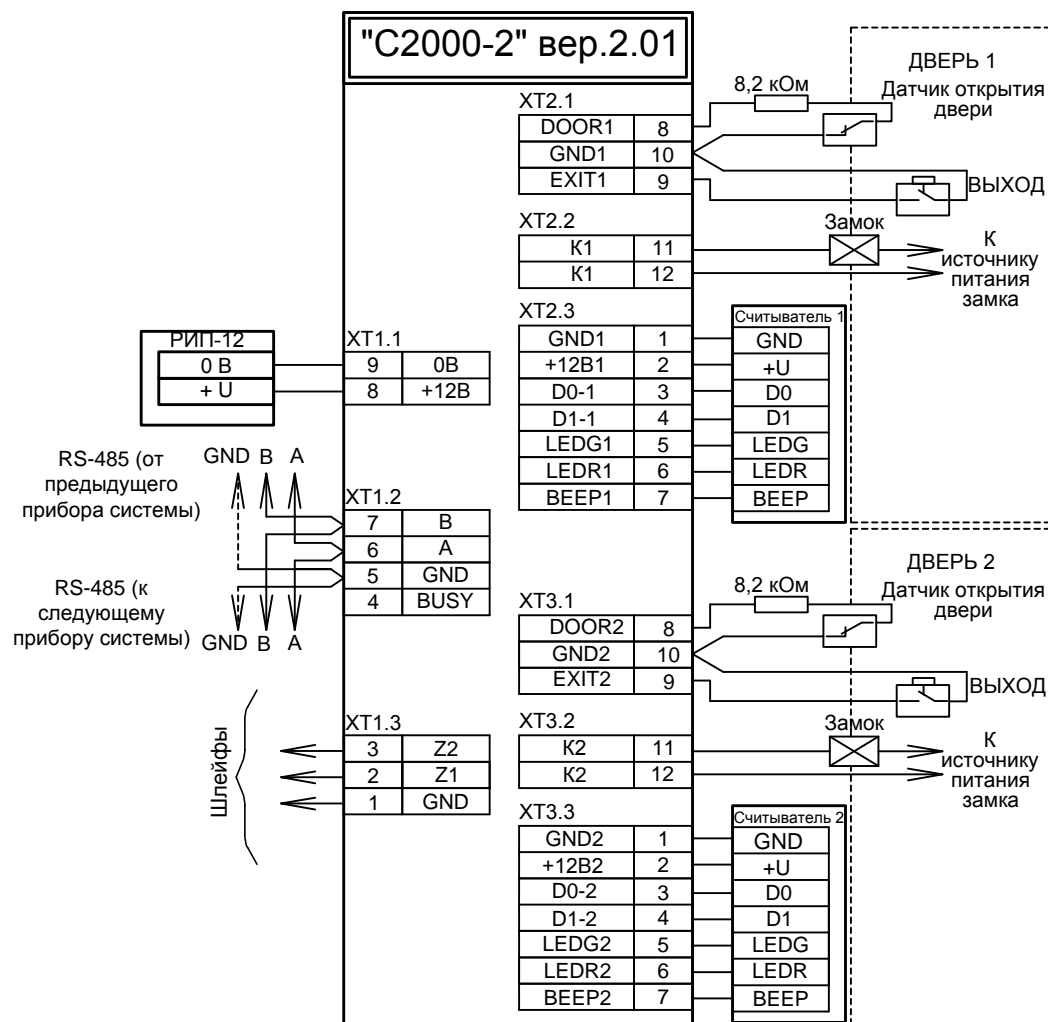 "С2000-2" вер.2.01
XT2.1
DOOR1 8
GND1 10
EXIT1 9
8,2 кОм
ДВЕРЬ 1
Датчик открытия
двери
ВЫХОД
XT2.2
К1 11
К1 12
Замок
К
источнику
питания
замка
XT2.3
GND1 1
+12В1 2
D0-1 3
D1-1 4
LEDG1 5
LEDR1 6
BEEP1 7
Считыватель 1
GND
+U
D0
D1
LEDG
LEDR
BEEP
РИП-12
0 В
+ U
XT1.1
9 0В
8 +12В
RS-485 (от
предыдущего
прибора системы)
GND В А
XT1.2
7 В
6 А
5 GND
4 BUSY
RS-485 (к
следующему
прибору системы)
GND В А
Шлейфы
XT1.3
3 Z2
2 Z1
1 GND
XT3.1
DOOR2 8
GND2 10
EXIT2 9
8,2 кОм
ДВЕРЬ 2
Датчик открытия
двери
ВЫХОД
XT3.2
К2 11
К2 12
Замок
К
источнику
питания
замка
XT3.3
GND2 1
+12В2 2
D0-2 3
D1-2 4
LEDG2 5
LEDR2 6
BEEP2 7
Считыватель 2
GND
+U
D0
D1
LEDG
LEDR
BEEP